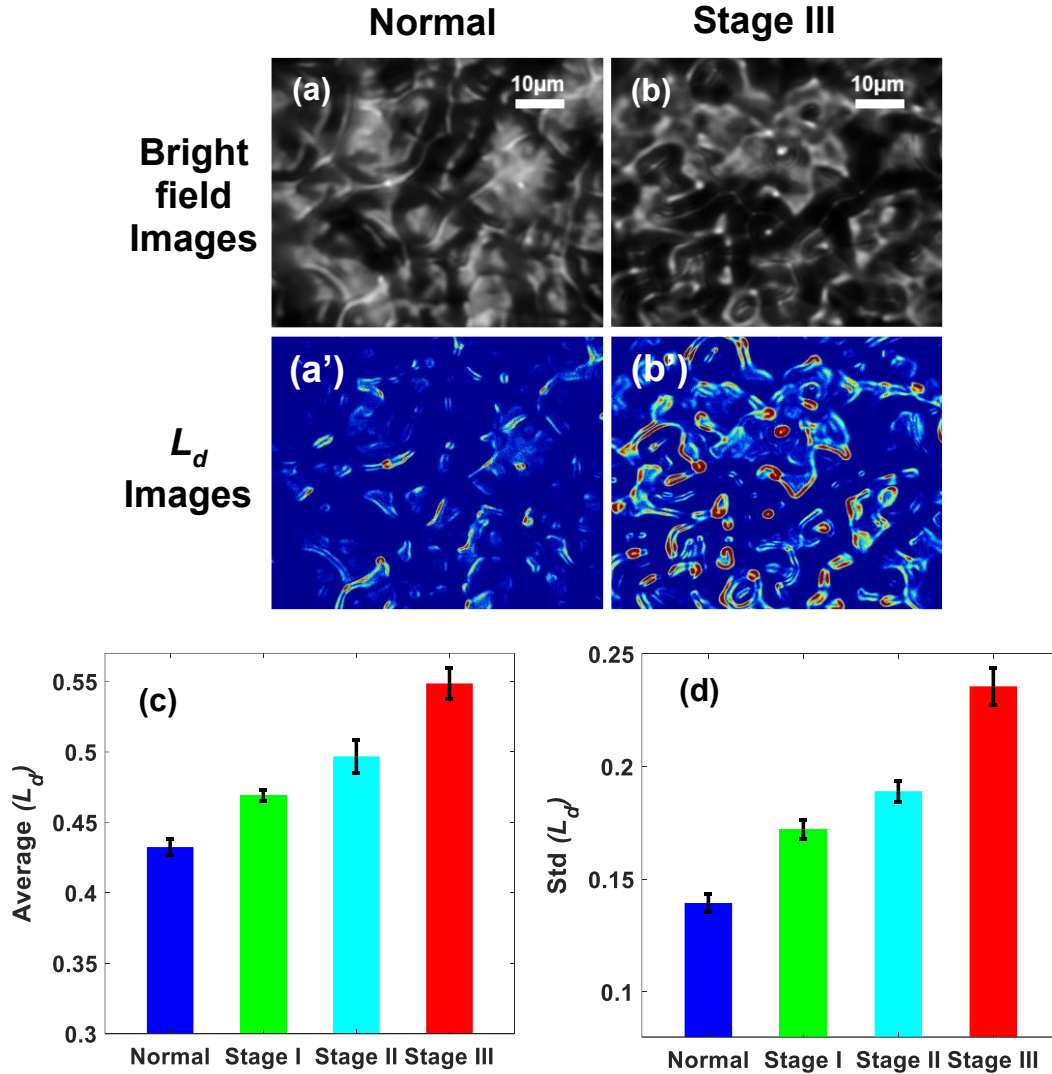 Normal
Stage III
Bright
field
Images
(a)
10µm
(b)
10µm
L_d
Images
(a’)
(b’)
(c)
Average (L_d)
0.55
0.5
0.45
0.4
0.35
0.3
Normal
Stage I
Stage II
Stage III
(d)
Std (L_d)
0.25
0.2
0.15
0.1
Normal
Stage I
Stage II
Stage III